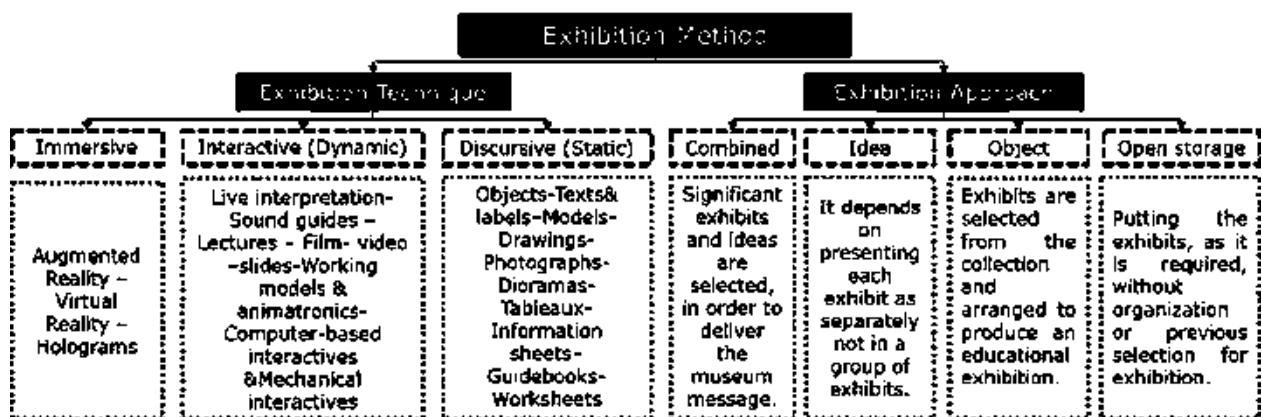 Exhibition Method
Exhibition Technique
Exhibition Approach
Immersive
Interactive (Dynamic)
Discursive (Static)
Combined
Idea
Object
Open storage
Augmented
Reality –
Virtual
Reality –
Holograms
Live interpretation-
Sound guides –
Lectures – Film- video
–slides-Working
models &
animatronics-
Computer-based
interactives
&Mechanical
interactives
Objects-Texts&
labels-Models-
Drawings-
Photographs-
Dioramas-
Tableaux-
Information
sheets-
Guidebooks-
Worksheets
Significant
exhibits
and ideas
are
selected,
in order to
deliver
the
museum
message.
It depends
on
presenting
each
exhibit as
separately
not in a
group of
exhibits.
Exhibits are
selected
from the
collection
and
arranged to
produce an
educational
exhibition.
Putting the
exhibits, as it
is required,
without
organization
or previous
selection for
exhibition.